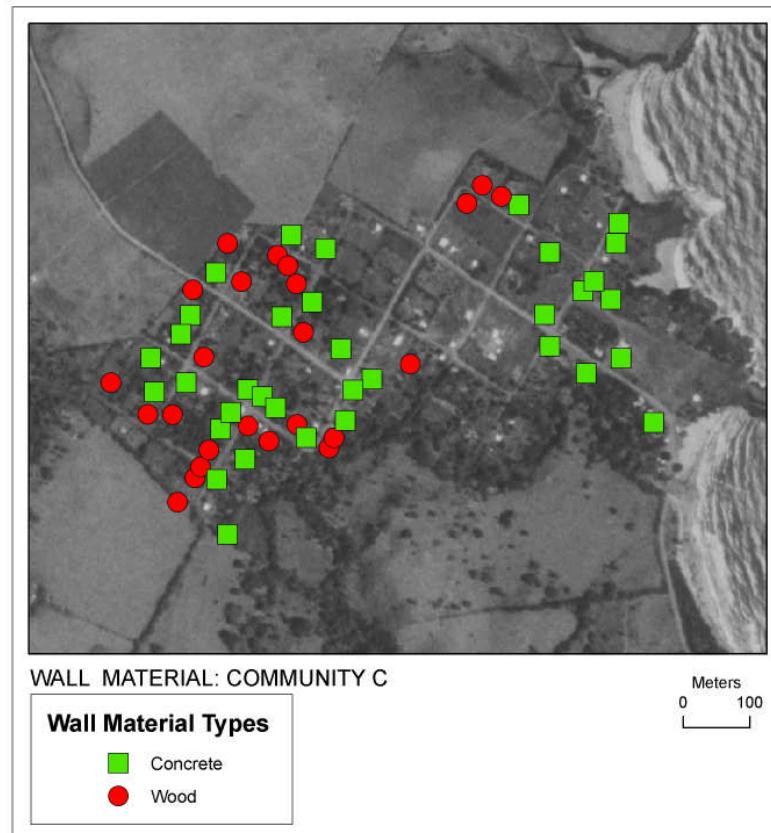 WALL MATERIAL: COMMUNITY C
Meters
0 100
Wall Material Types
Concrete
Wood